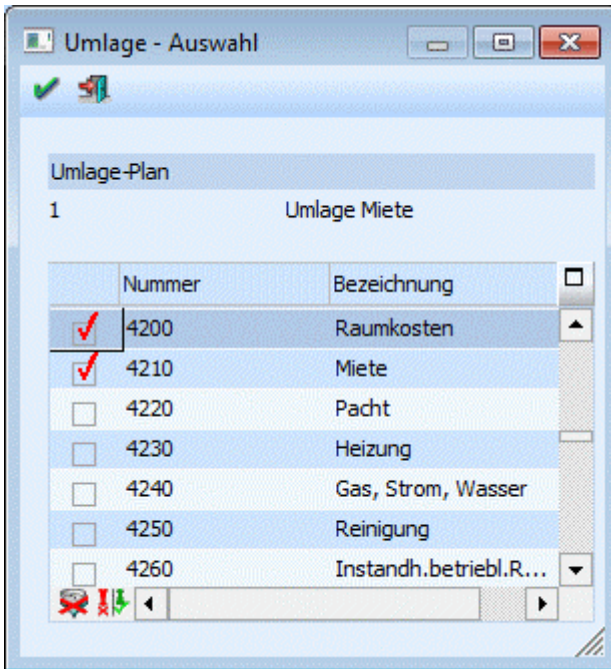 Umlage - Auswahl
Umlage-Plan
1 Umlage Miete
Nummer Bezeichnung
4200 Raumkosten
4210 Miete
4220 Pacht
4230 Heizung
4240 Gas, Strom, Wasser
4250 Reinigung
4260 Instandh.betriebl.R...